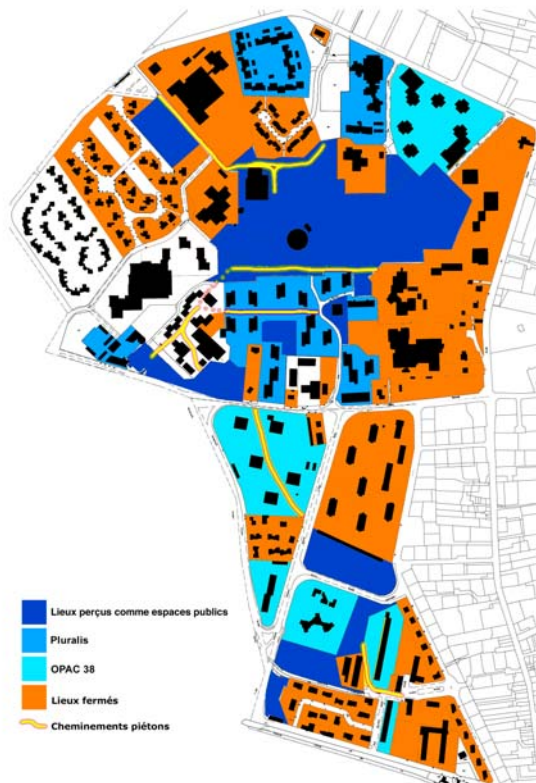 Lieux perçus comme espaces publics
Pluralis
OPAC 38
Lieux fermés
Cheminements piétons